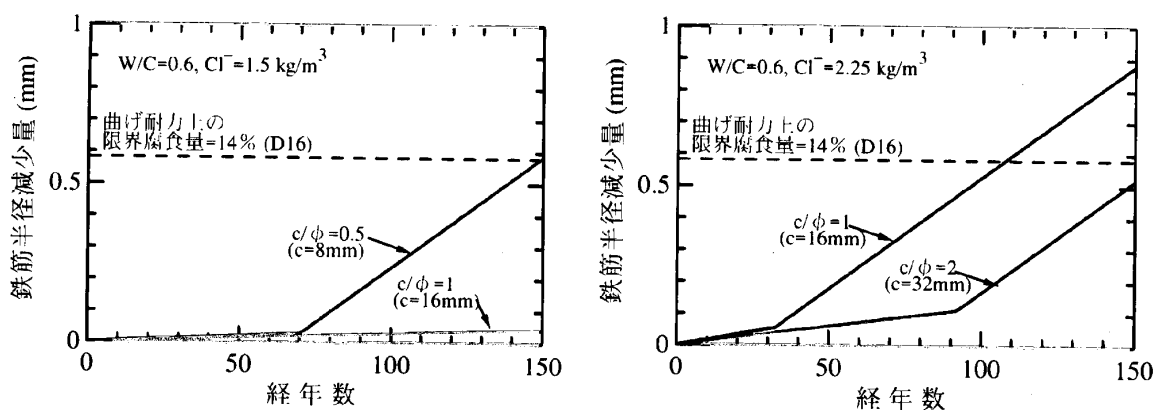 鉄筋半径減少量 (mm)
1
0.5
0
W/C=0.6, Cl⁻=1.5 kg/m³
曲げ耐力上の
限界腐食量=14% (D16)
c/φ=0.5
(c=8mm)
c/φ=1
(c=16mm)
0
50
100
150
経年数
鉄筋半径減少量 (mm)
1
0.5
0
W/C=0.6, Cl⁻=2.25 kg/m³
曲げ耐力上の
限界腐食量=14% (D16)
c/φ=1
(c=16mm)
c/φ=2
(c=32mm)
0
50
100
150
経年数